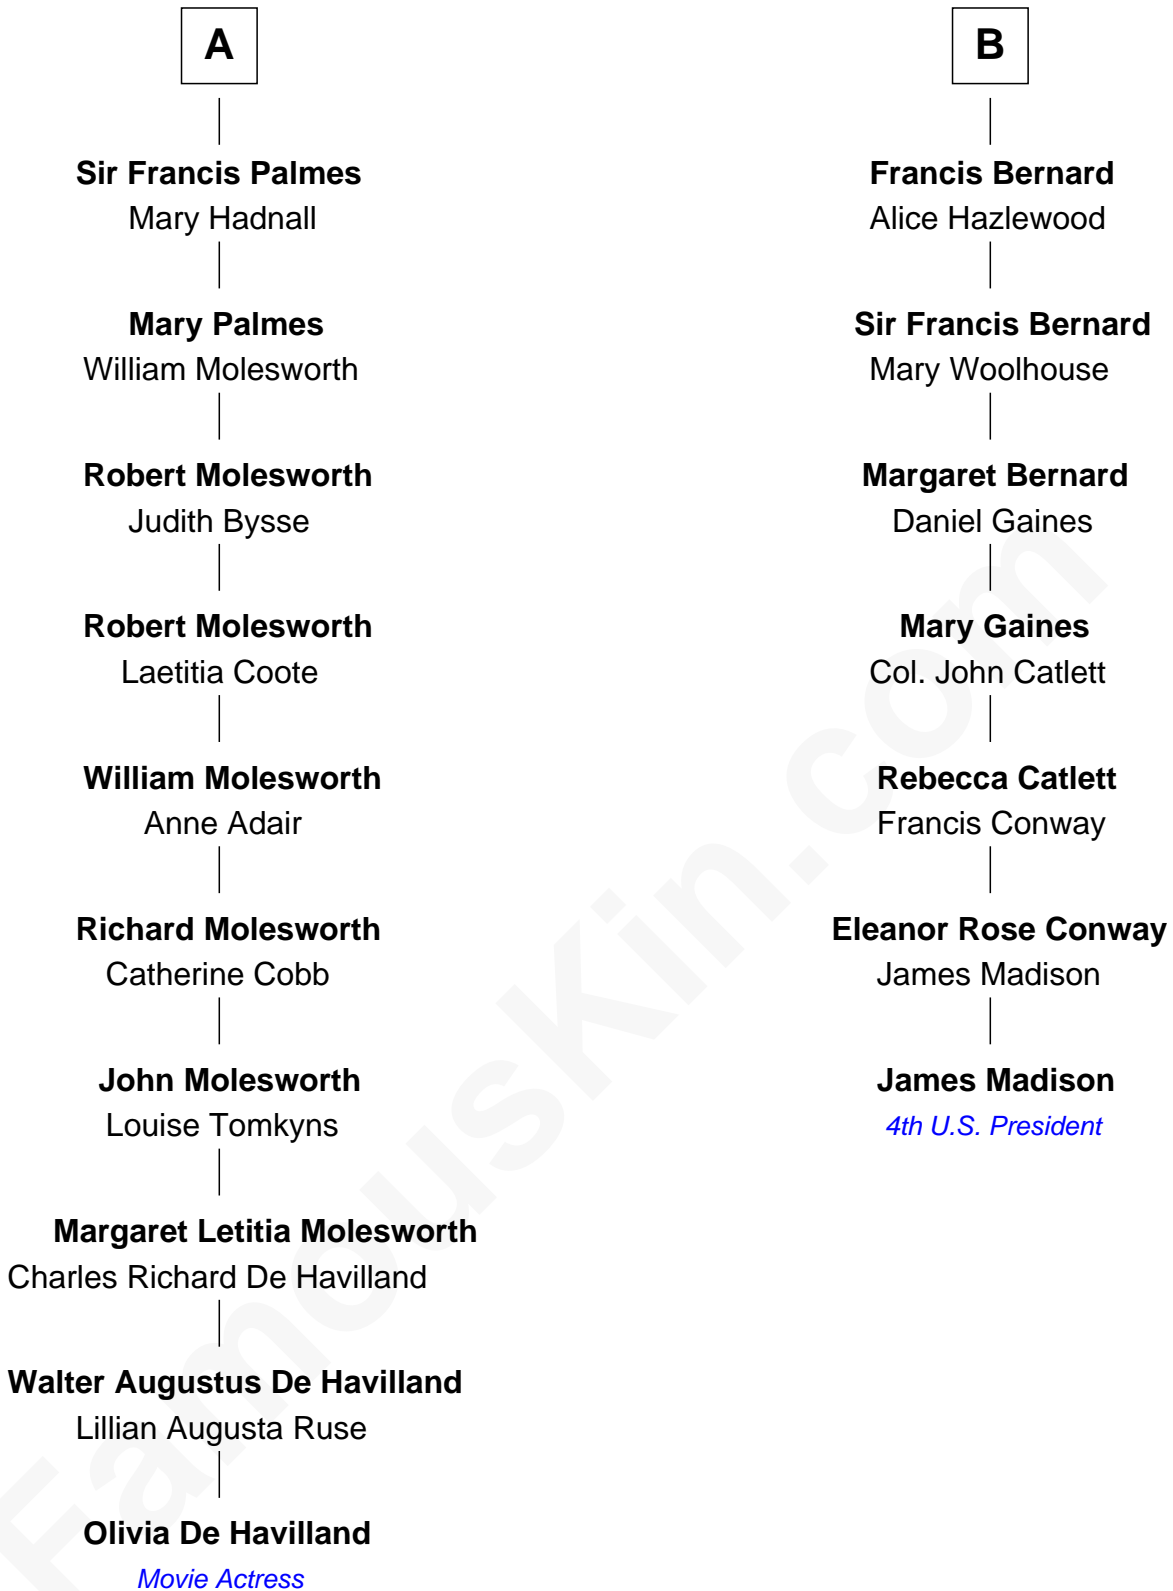 A
Sir Francis Palmes
Mary Hadnall
Mary Palmes
William Molesworth
Robert Molesworth
Judith Bysse
Robert Molesworth
Laetitia Coote
William Molesworth
Anne Adair
Richard Molesworth
Catherine Cobb
John Molesworth
Louise Tomkyns
Margaret Letitia Molesworth
Charles Richard De Havilland
Walter Augustus De Havilland
Lillian Augusta Ruse
Olivia De Havilland
Movie Actress
B
Francis Bernard
Alice Hazlewood
Sir Francis Bernard
Mary Woolhouse
Margaret Bernard
Daniel Gaines
Mary Gaines
Col. John Catlett
Rebecca Catlett
Francis Conway
Eleanor Rose Conway
James Madison
James Madison
4th U.S. President
FamousKin.com